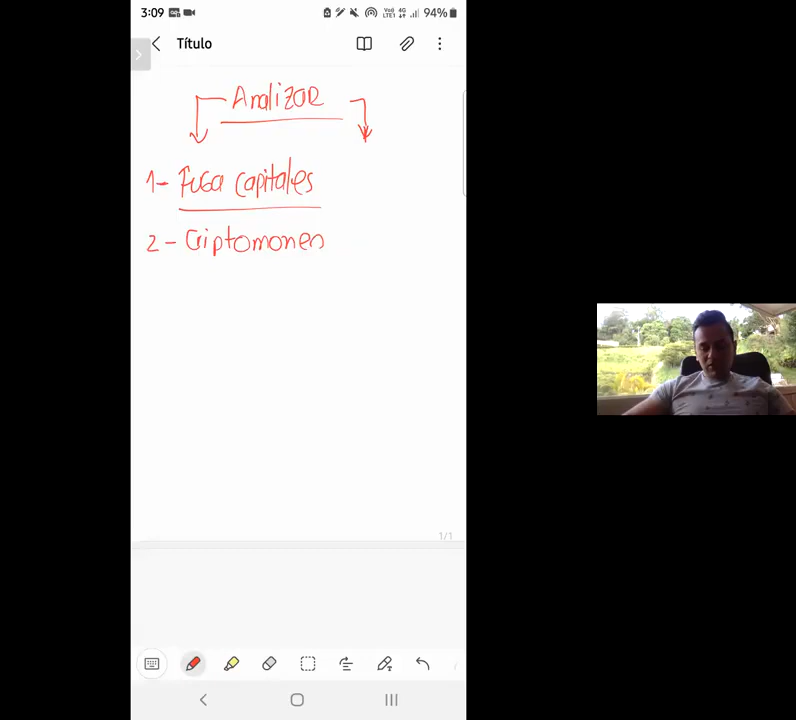 3:09 94%
Título
Analizar
1- Fuga capitales
2- Criptomonen
1/1